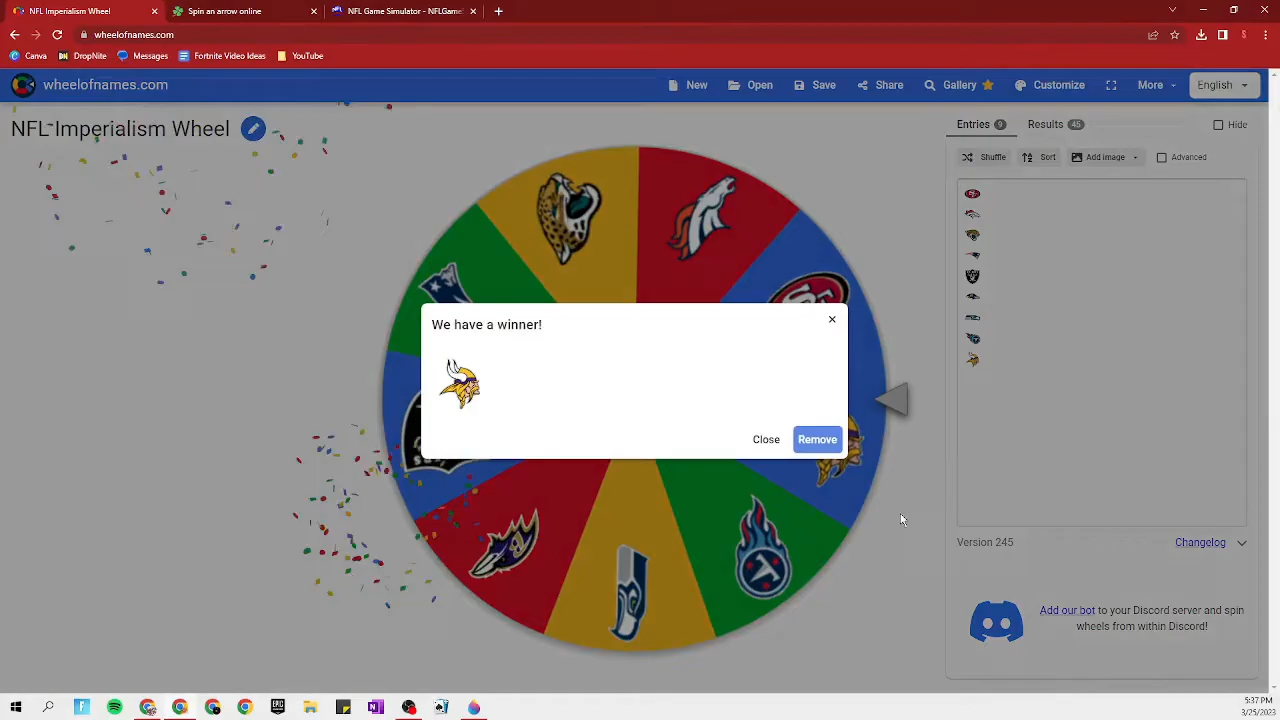 NFL Imperialism Wheel
Spin an arrow online
NFL Game Simulator - NFLGame
wheelofnames.com
Canva
DropNite
Messages
Fortnite Video Ideas
YouTube
wheelofnames.com
New
Open
Save
Share
Gallery
Customize
More
English
NFL Imperialism Wheel
Entries 9
Results 45
Hide
Shuffle
Sort
Add image
Advanced
We have a winner!
Close
Remove
Version 245
Changelog
Add our bot to your Discord server and spin
wheels from within Discord!
5:37 PM
3/25/2023